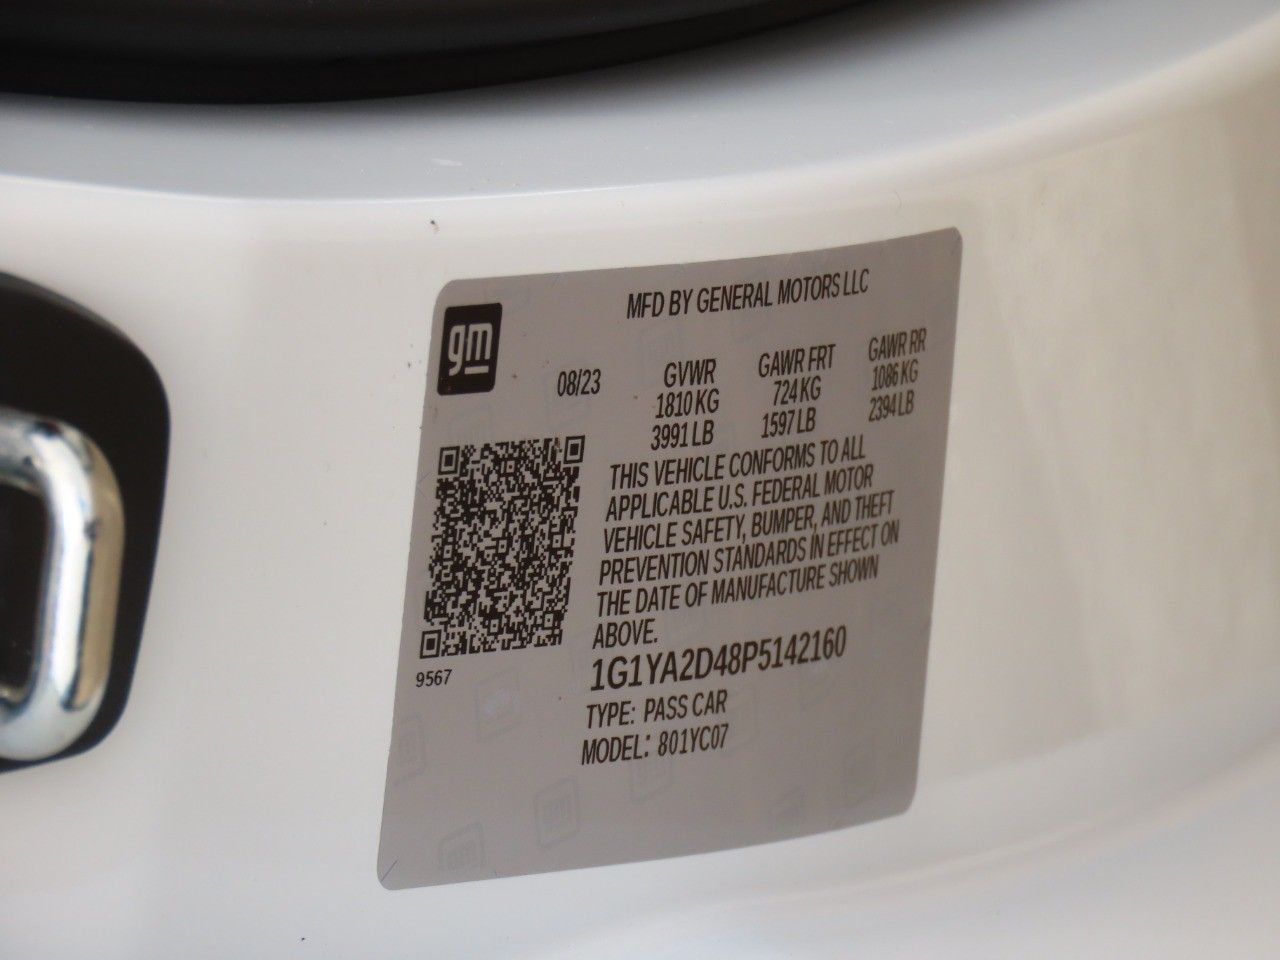 gm
MFD BY GENERAL MOTORS LLC
08/23
GVWR
1810 KG
3991 LB
GAWR FRT
724 KG
1597 LB
GAWR RR
1086 KG
2394 LB
THIS VEHICLE CONFORMS TO ALL
APPLICABLE U.S. FEDERAL MOTOR
VEHICLE SAFETY, BUMPER, AND THEFT
PREVENTION STANDARDS IN EFFECT ON
THE DATE OF MANUFACTURE SHOWN
ABOVE.
9567
1G1YA2D48P5142160
TYPE: PASS CAR
MODEL: 801YC07